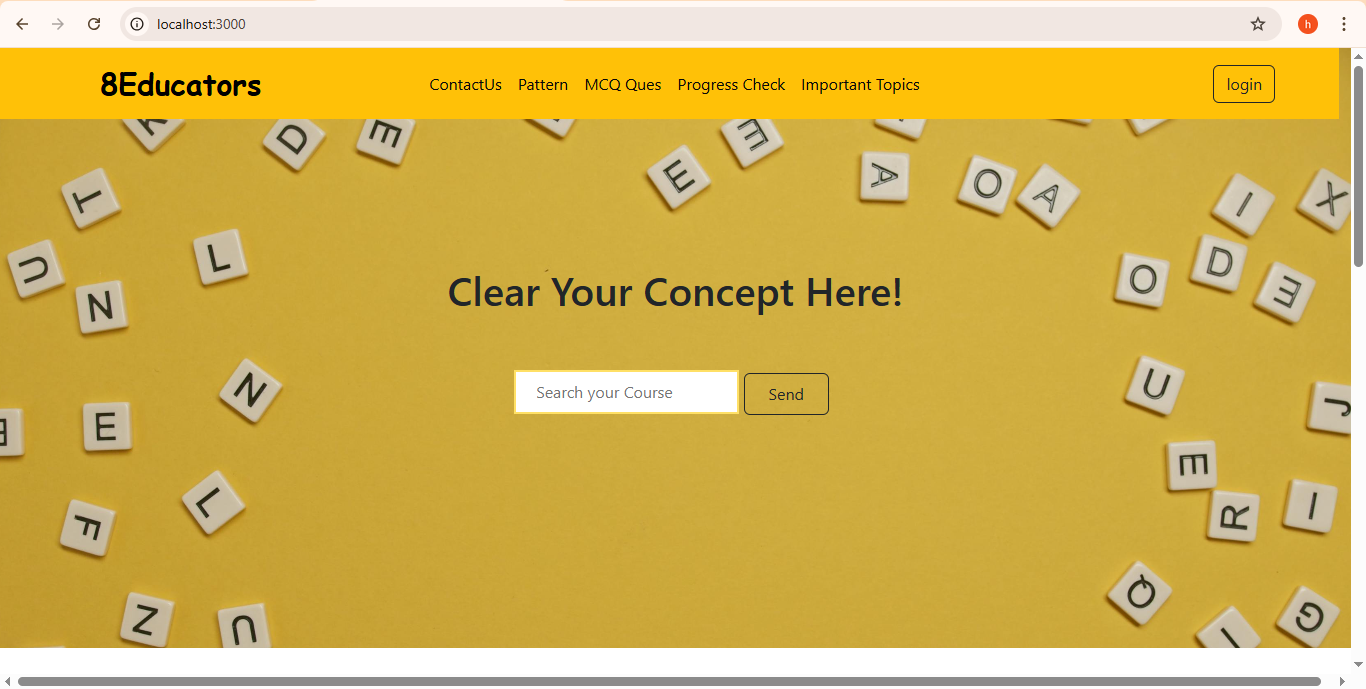 localhost:3000
h
8Educators
ContactUs Pattern MCQ Ques Progress Check Important Topics
login
Clear Your Concept Here!
Search your Course
Send
K
D
E
E
E
A
O
A
I
X
T
L
U
N
O
D
E
N
U
J
E
E
L
E
R
I
F
Q
Z
U
I
G